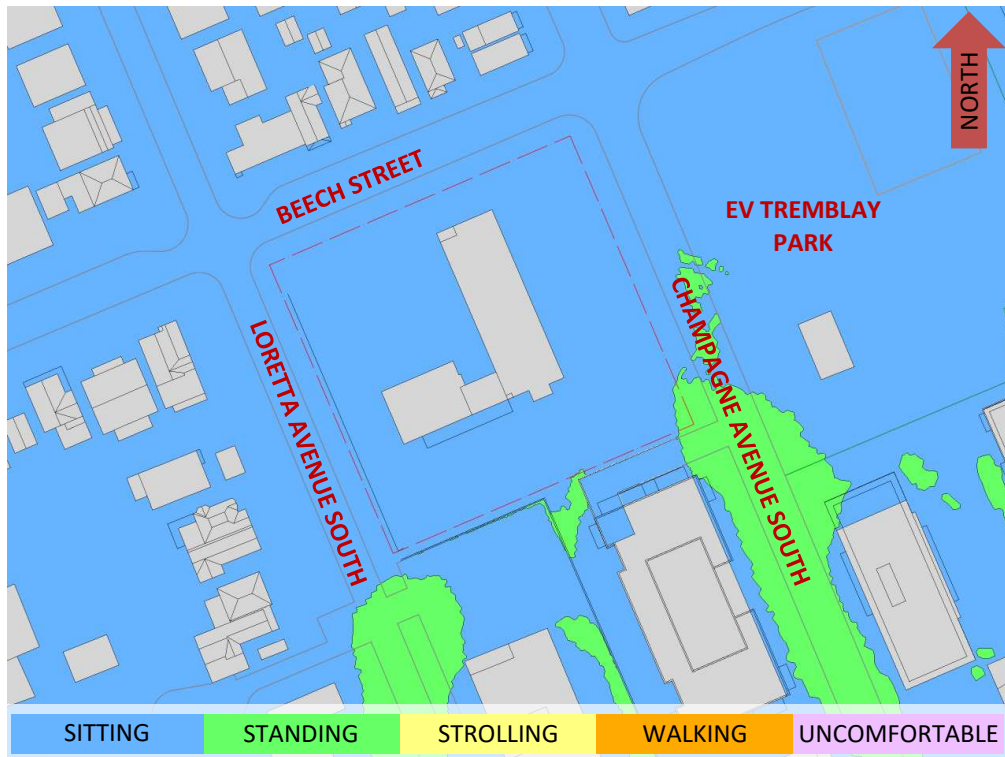 NORTH
BEECH STREET
EV TREMBLAY
PARK
LORETTA AVENUE SOUTH
CHAMPAGNE AVENUE SOUTH
SITTING
STANDING
STROLLING
WALKING
UNCOMFORTABLE